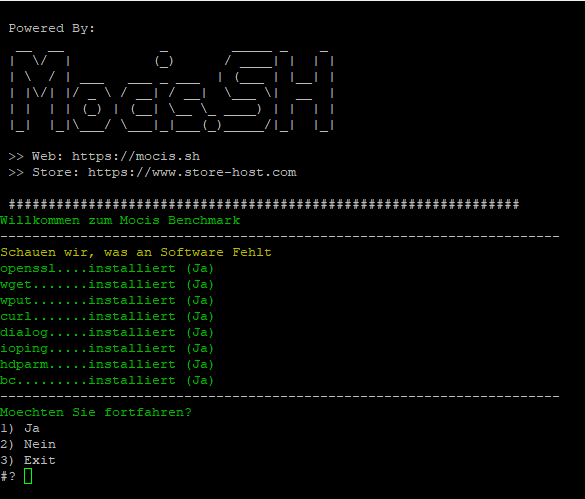 Powered By:
Mocis.SH
>> Web: https://mocis.sh
>> Store: https://www.store-host.com
################################################################
Willkommen zum Mocis Benchmark
----------------------------------------------------------------------
Schauen wir, was an Software Fehlt
openssl....installiert (Ja)
wget.......installiert (Ja)
wput.......installiert (Ja)
curl.......installiert (Ja)
dialog.....installiert (Ja)
ioping.....installiert (Ja)
hdparm.....installiert (Ja)
bc.........installiert (Ja)
----------------------------------------------------------------------
Moechten Sie fortfahren?
1) Ja
2) Nein
3) Exit
#?